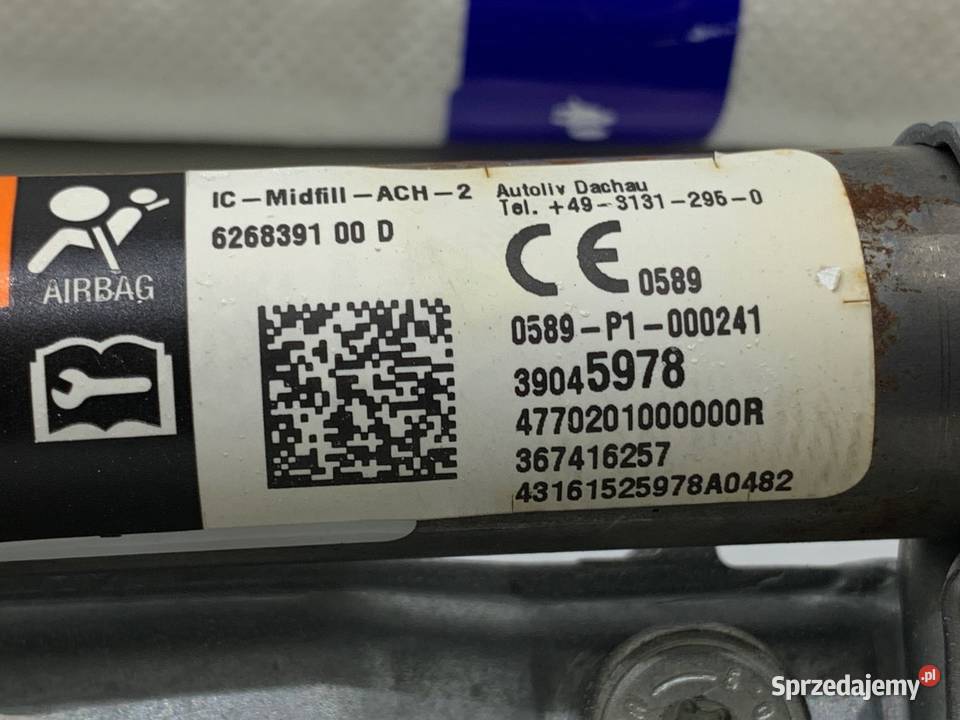 IC-Midfill-ACH-2
6268391 00 D
Autoliv Dachau
Tel. +49-3131-295-0
CE 0589
0589-P1-000241
39045978
4770201000000R
367416257
43161525978A0482
AIRBAG
Sprzedajemy.pl